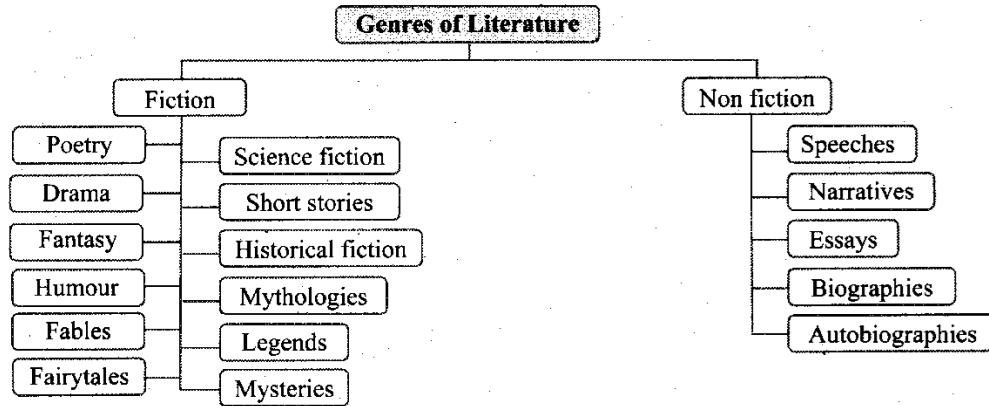 Genres of Literature
Fiction
Non fiction
Poetry
Drama
Fantasy
Humour
Fables
Fairytales
Science fiction
Short stories
Historical fiction
Mythologies
Legends
Mysteries
Speeches
Narratives
Essays
Biographies
Autobiographies